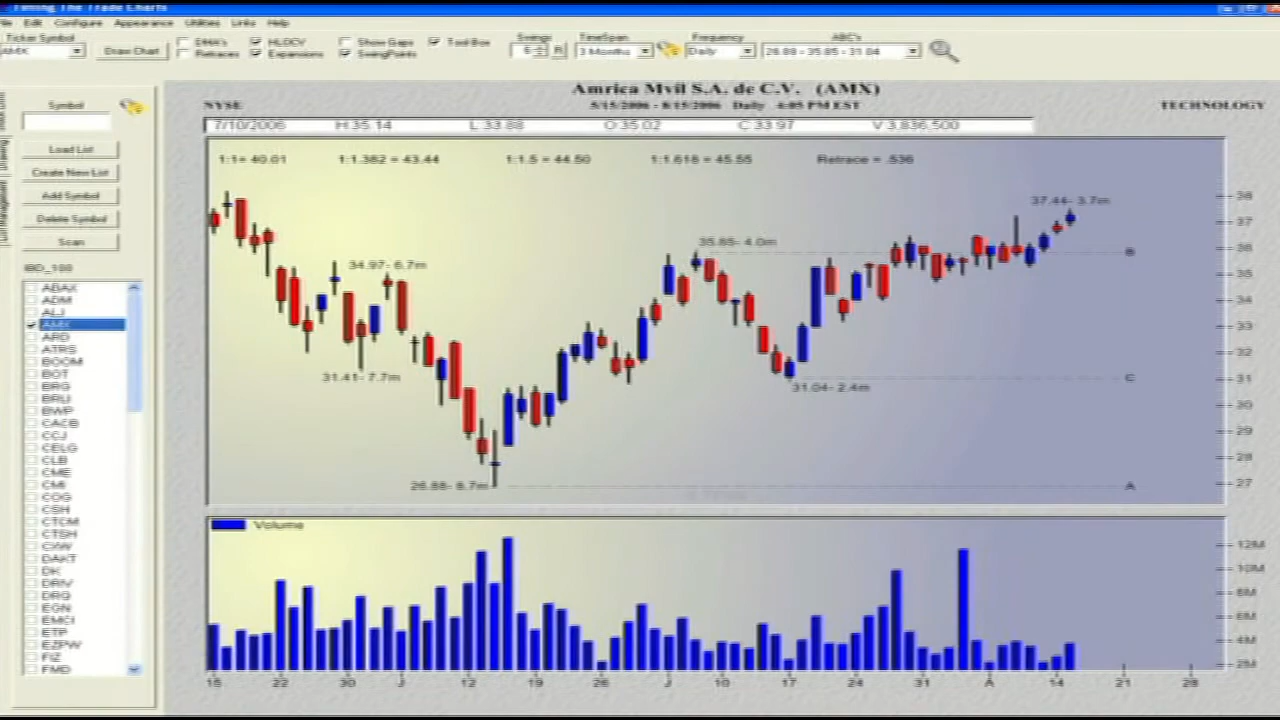 Timing The Trade Charts
File Edit Configure Appearance Utilities Links Help
Ticker Symbol
AMX
Draw Chart
DMA's HLOCV Show Gaps Tool Box
Retraces Expansions SwingPoints
Swings TimeSpan Frequency ABC's
5 R 3 Months Daily 26.88 - 35.85 - 31.04
Symbol
Load List
Create New List
Add Symbol
Delete Symbol
Scan
IBD_100
ABAX
ADM
ALJ
AMX
ARD
ATRS
BOOM
BOT
BRG
BRU
BWP
CACB
CCJ
CELG
CLB
CME
CMI
COG
CSH
CTCM
CTSH
CXW
DAKT
DK
DRIV
DRQ
EGN
EMCI
ETP
EZPW
FIZ
FMD
Amrica Mvil S.A. de C.V. (AMX)
NYSE 5/15/2006 - 8/15/2006 Daily 4:05 PM EST TECHNOLOGY
7/10/2006 H 35.14 L 33.88 O 35.02 C 33.97 V 3,836,500
1:1= 40.01 1:1.382 = 43.44 1:1.5 = 44.50 1:1.618 = 45.55 Retrace = .536
37.44- 3.7m
35.85- 4.0m
34.97- 6.7m
31.41- 7.7m
31.04- 2.4m
26.88- 8.7m
B
C
A
38
37
36
35
34
33
32
31
30
29
28
27
Volume
12M
10M
8M
6M
4M
2M
15 22 30 J 12 19 26 J 10 17 24 31 A 14 21 28